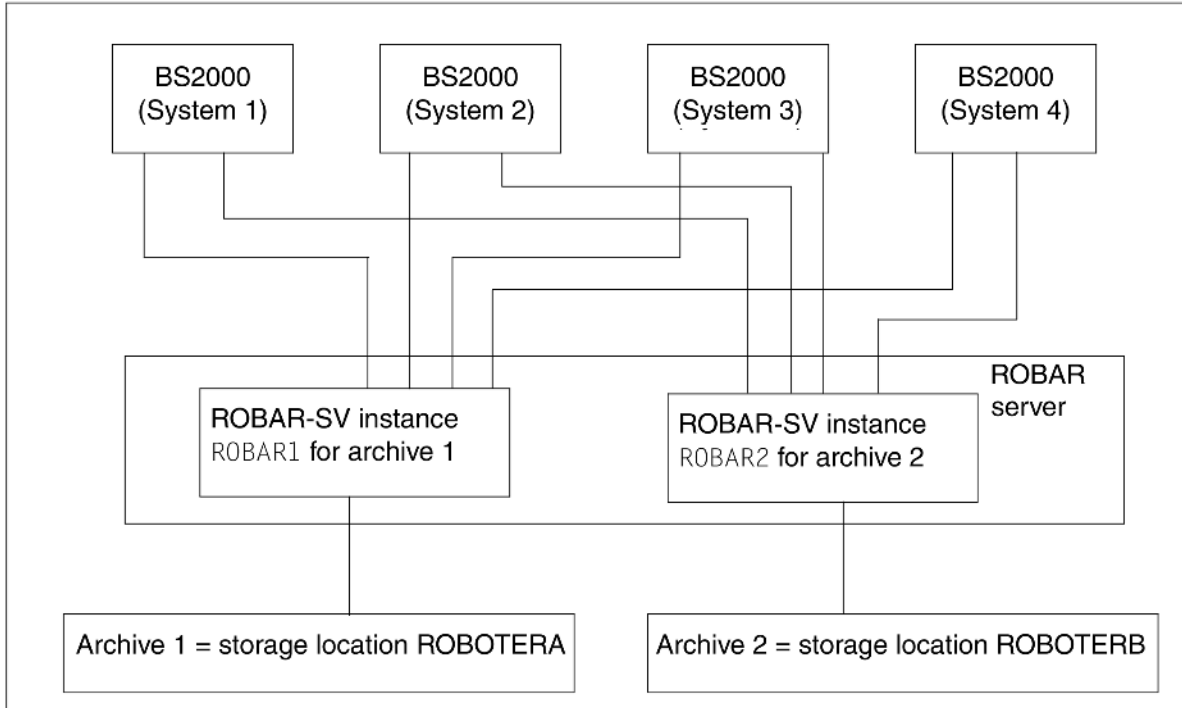 BS2000
(System 1)
BS2000
(System 2)
BS2000
(System 3)
BS2000
(System 4)
ROBAR
server
ROBAR-SV instance
ROBAR1 for archive 1
ROBAR-SV instance
ROBAR2 for archive 2
Archive 1 = storage location ROBOTERA
Archive 2 = storage location ROBOTERB